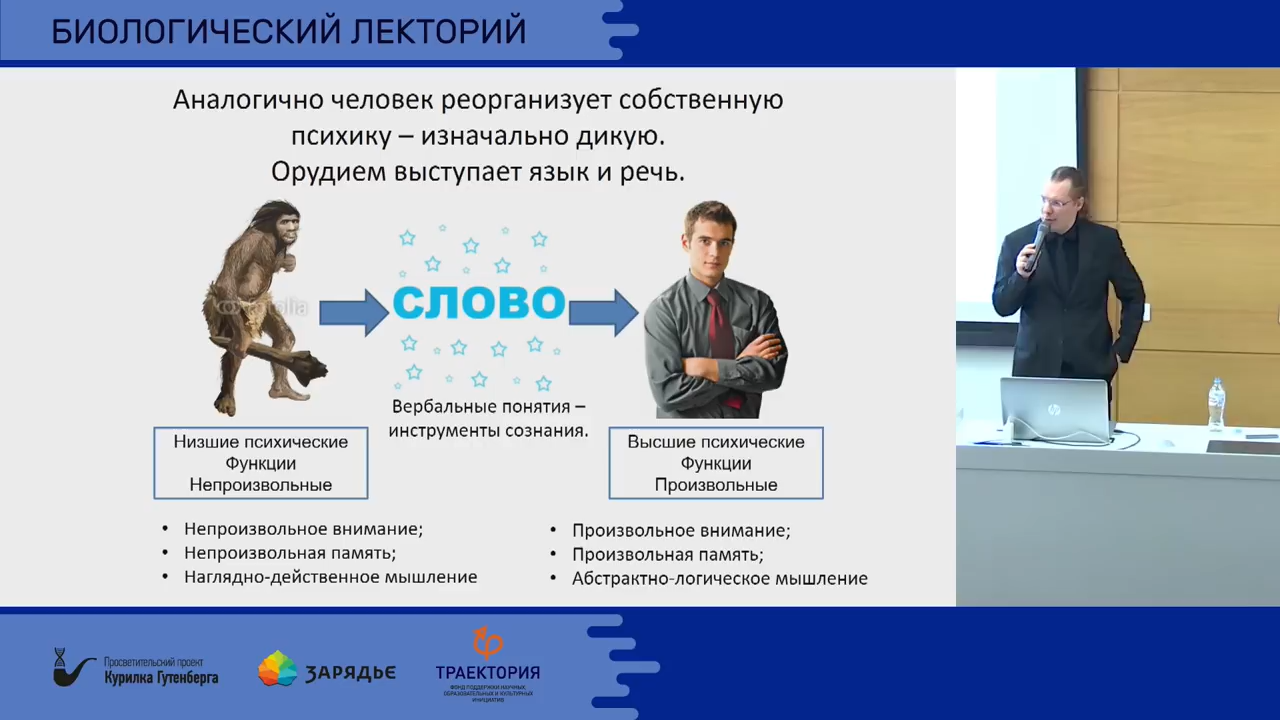 БИОЛОГИЧЕСКИЙ ЛЕКТОРИЙ
Аналогично человек реорганизует собственную
психику – изначально дикую.
Орудием выступает язык и речь.
СЛОВО
Вербальные понятия –
инструменты сознания.
Низшие психические
Функции
Непроизвольные
Высшие психические
Функции
Произвольные
• Непроизвольное внимание;
• Непроизвольная память;
• Наглядно-действенное мышление
• Произвольное внимание;
• Произвольная память;
• Абстрактно-логическое мышление
Просветительский проект
Курилка Гутенберга
ЗАРЯДЬЕ
ТРАЕКТОРИЯ
ФОНД ПОДДЕРЖКИ НАУЧНЫХ,
ОБРАЗОВАТЕЛЬНЫХ И КУЛЬТУРНЫХ
ИНИЦИАТИВ
hp